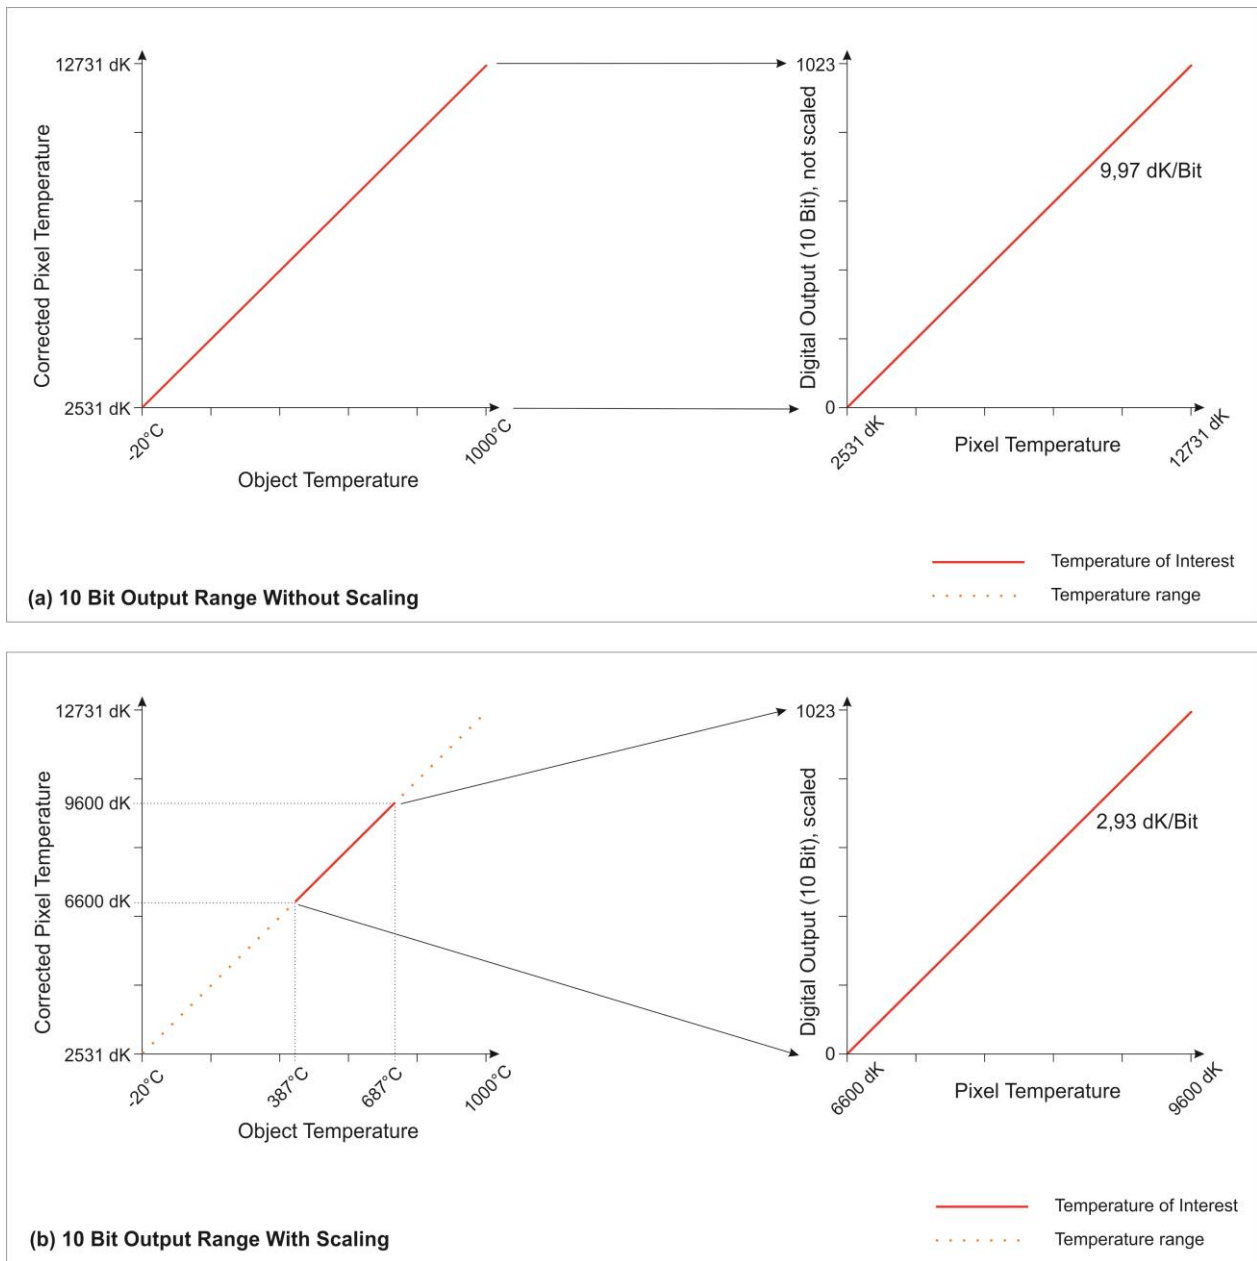 12731 dK
Corrected Pixel Temperature
2531 dK
-20°C
1000°C
Object Temperature
1023
Digital Output (10 Bit), not scaled
9,97 dK/Bit
0
2531 dK
Pixel Temperature
12731 dK
Temperature of Interest
Temperature range
(a) 10 Bit Output Range Without Scaling
12731 dK
9600 dK
Corrected Pixel Temperature
6600 dK
2531 dK
-20°C
387°C
687°C
1000°C
Object Temperature
1023
Digital Output (10 Bit), scaled
2,93 dK/Bit
0
6600 dK
Pixel Temperature
9600 dK
Temperature of Interest
Temperature range
(b) 10 Bit Output Range With Scaling